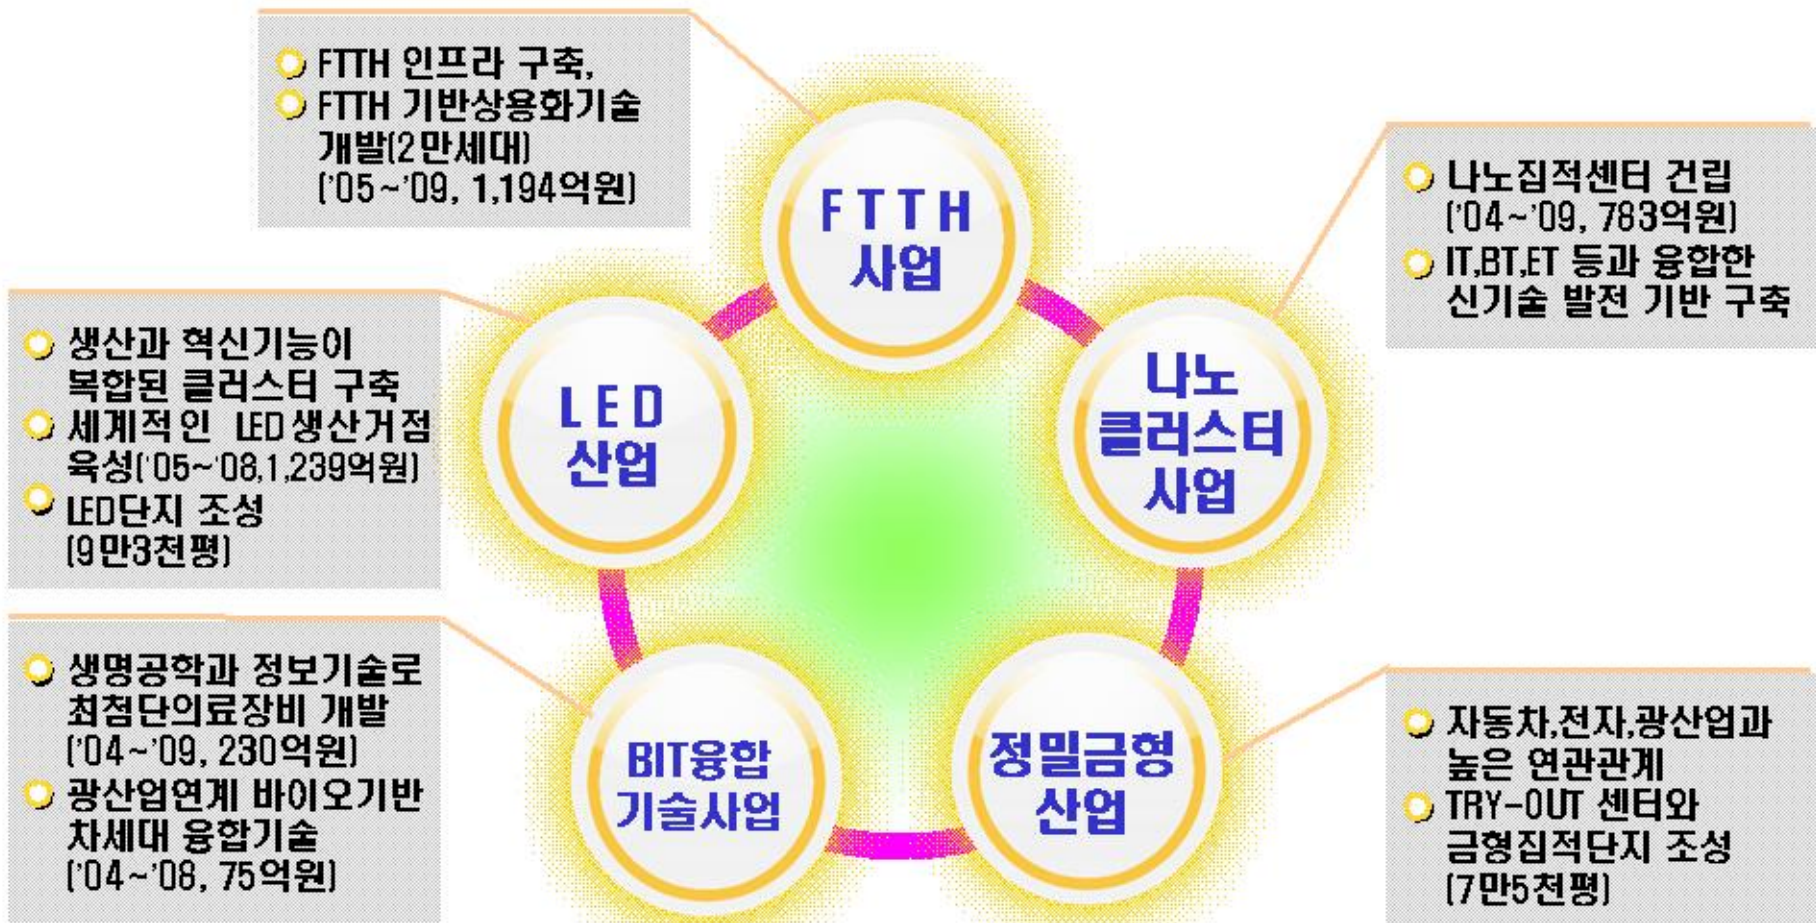 FTTH 인프라 구축,
FTTH 기반상용화기술
개발(2만세대)
('05~'09, 1,194억원)
FTTH
사업
나노집적센터 건립
('04~'09, 783억원)
IT,BT,ET 등과 융합한
신기술 발전 기반 구축
생산과 혁신기능이
복합된 클러스터 구축
세계적인 LED생산거점
육성('05~'08,1,239억원)
LED단지 조성
(9만3천평)
LED
산업
나노
클러스터
사업
생명공학과 정보기술로
최첨단의료장비 개발
('04~'09, 230억원)
광산업연계 바이오기반
차세대 융합기술
('04~'08, 75억원)
BIT융합
기술사업
정밀금형
산업
자동차,전자,광산업과
높은 연관관계
TRY-OUT 센터와
금형집적단지 조성
(7만5천평)